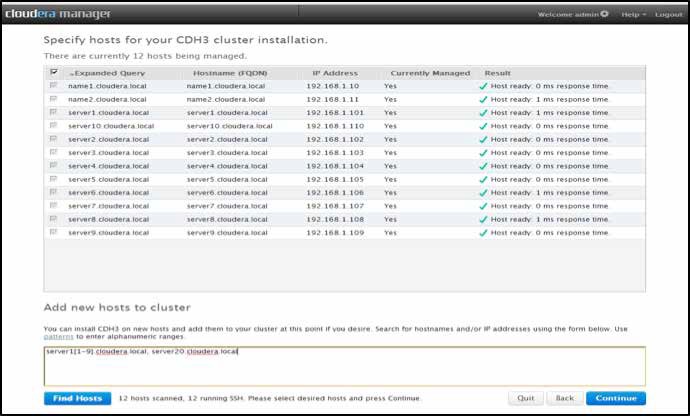 cloudera manager
Welcome admin Help Logout
Specify hosts for your CDH3 cluster installation.
There are currently 12 hosts being managed.
Expanded Query Hostname (FQDN) IP Address Currently Managed Result
name1.cloudera.local name1.cloudera.local 192.168.1.10 Yes Host ready: 0 ms response time.
name2.cloudera.local name2.cloudera.local 192.168.1.11 Yes Host ready: 1 ms response time.
server1.cloudera.local server1.cloudera.local 192.168.1.101 Yes Host ready: 0 ms response time.
server10.cloudera.local server10.cloudera.local 192.168.1.110 Yes Host ready: 0 ms response time.
server2.cloudera.local server2.cloudera.local 192.168.1.102 Yes Host ready: 0 ms response time.
server3.cloudera.local server3.cloudera.local 192.168.1.103 Yes Host ready: 0 ms response time.
server4.cloudera.local server4.cloudera.local 192.168.1.104 Yes Host ready: 0 ms response time.
server5.cloudera.local server5.cloudera.local 192.168.1.105 Yes Host ready: 0 ms response time.
server6.cloudera.local server6.cloudera.local 192.168.1.106 Yes Host ready: 1 ms response time.
server7.cloudera.local server7.cloudera.local 192.168.1.107 Yes Host ready: 0 ms response time.
server8.cloudera.local server8.cloudera.local 192.168.1.108 Yes Host ready: 1 ms response time.
server9.cloudera.local server9.cloudera.local 192.168.1.109 Yes Host ready: 0 ms response time.
Add new hosts to cluster
You can install CDH3 on new hosts and add them to your cluster at this point if you desire. Search for hostnames and/or IP addresses using the form below. Use
patterns to enter alphanumeric ranges.
server1[1-9].cloudera.local, server20.cloudera.local
Find Hosts 12 hosts scanned, 12 running SSH. Please select desired hosts and press Continue. Quit Back Continue